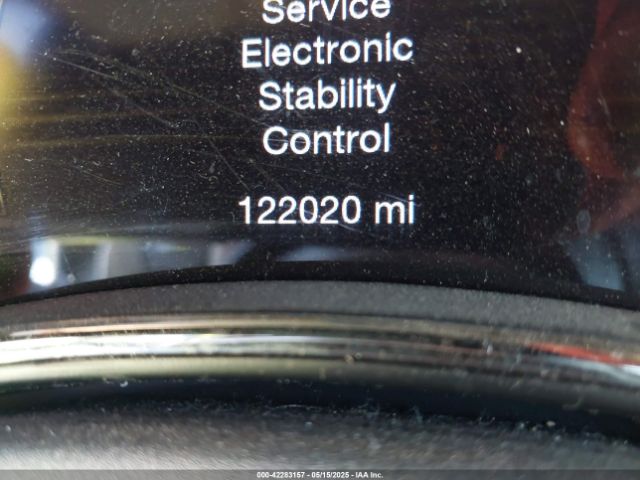 Service
Electronic
Stability
Control
122020 mi
000-42283157 - 05/15/2025 - IAA Inc.